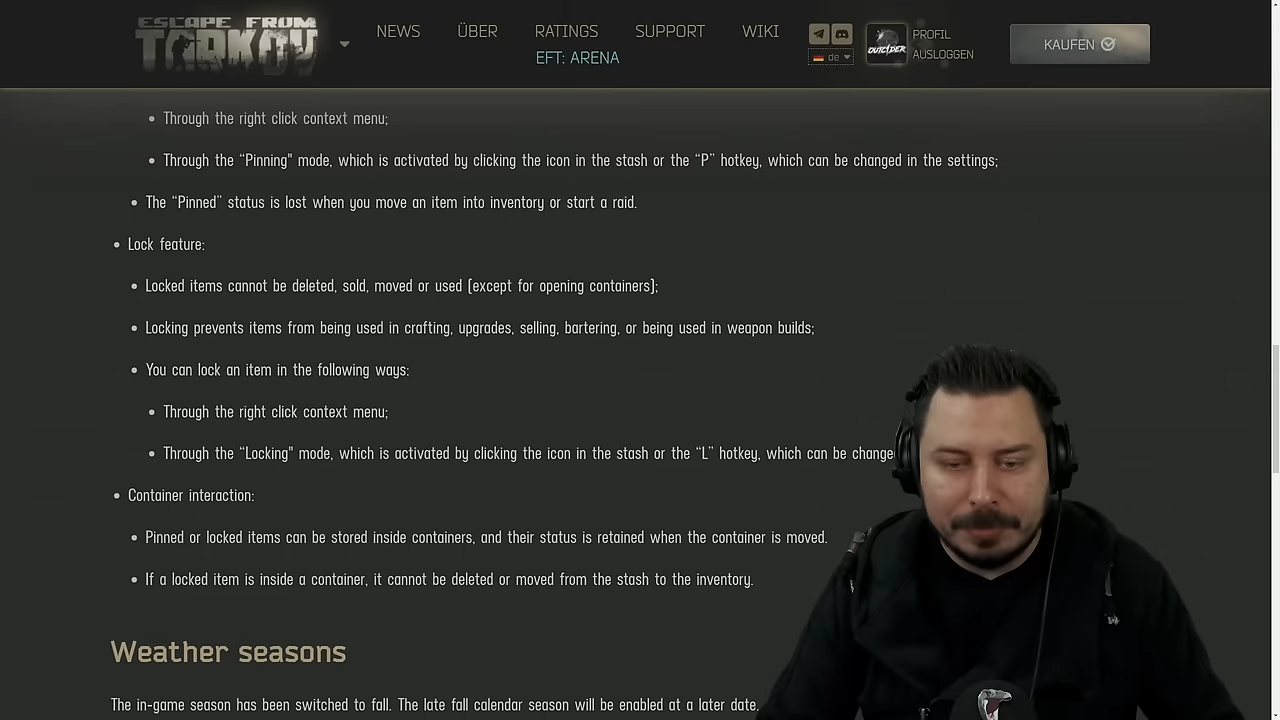 ESCAPE FROM
TARKOV
NEWS
ÜBER
RATINGS
SUPPORT
WIKI
EFT: ARENA
de
OUTCIDER
PROFIL
AUSLOGGEN
KAUFEN
Through the right click context menu;
Through the “Pinning" mode, which is activated by clicking the icon in the stash or the “P” hotkey, which can be changed in the settings;
The “Pinned” status is lost when you move an item into inventory or start a raid.
Lock feature:
Locked items cannot be deleted, sold, moved or used (except for opening containers);
Locking prevents items from being used in crafting, upgrades, selling, bartering, or being used in weapon builds;
You can lock an item in the following ways:
Through the right click context menu;
Through the “Locking" mode, which is activated by clicking the icon in the stash or the “L” hotkey, which can be change
Container interaction:
Pinned or locked items can be stored inside containers, and their status is retained when the container is moved.
If a locked item is inside a container, it cannot be deleted or moved from the stash to the inventory.
Weather seasons
The in-game season has been switched to fall. The late fall calendar season will be enabled at a later date.